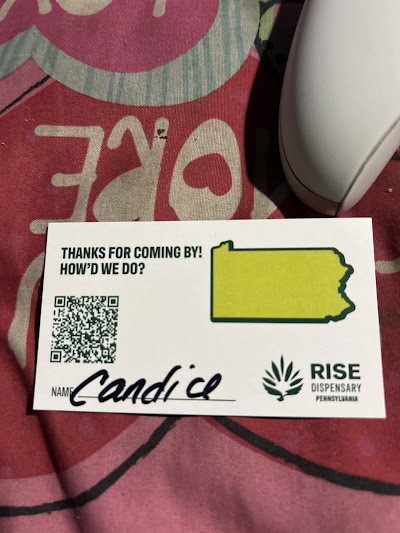 THANKS FOR COMING BY!
HOW'D WE DO?
NAME Candice
RISE
DISPENSARY
PENNSYLVANIA